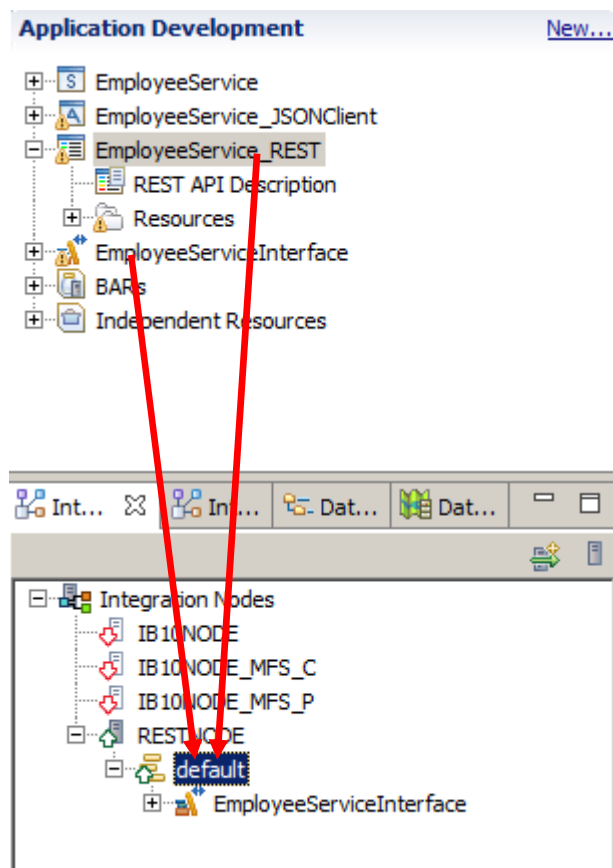 Application Development New...
EmployeeService
EmployeeService_JSONClient
EmployeeService_REST
REST API Description
Resources
EmployeeServiceInterface
BARs
Independent Resources
Int... Int... Dat... Dat...
Integration Nodes
IB10NODE
IB10NODE_MFS_C
IB10NODE_MFS_P
RESTNODE
default
EmployeeServiceInterface